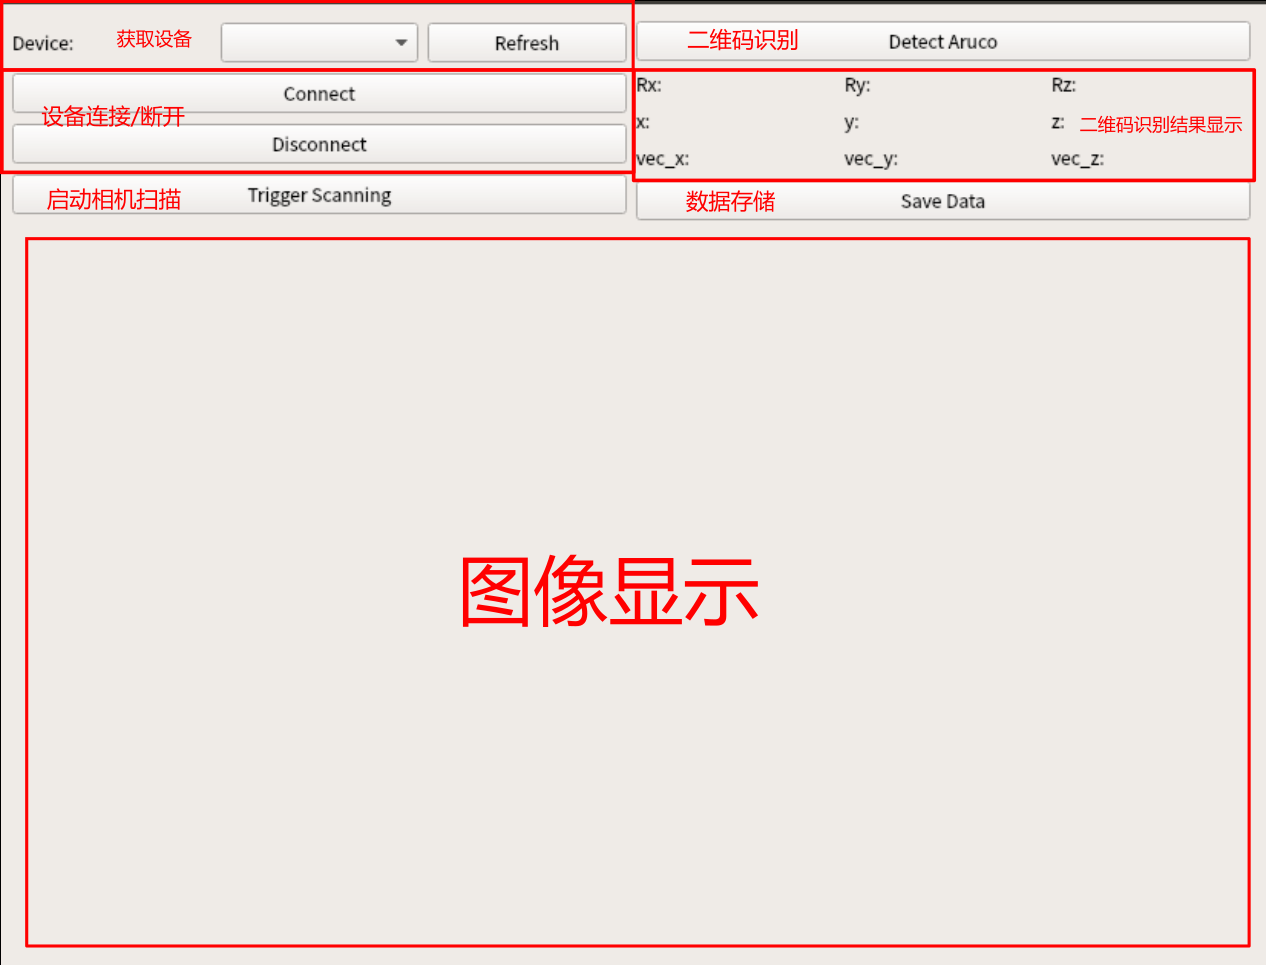 Device: 获取设备 Refresh
Connect
设备连接/断开
Disconnect
启动相机扫描 Trigger Scanning
二维码识别 Detect Aruco
Rx: Ry: Rz:
x: y: z: 二维码识别结果显示
vec_x: vec_y: vec_z:
数据存储 Save Data
图像显示